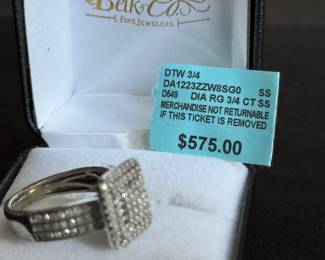 Belk&Co.
FINE JEWELERS
DTW 3/4
DA1223ZZW8SG0 SS
D549 DIA RG 3/4 CT SS
MERCHANDISE NOT RETURNABLE
IF THIS TICKET IS REMOVED
$575.00